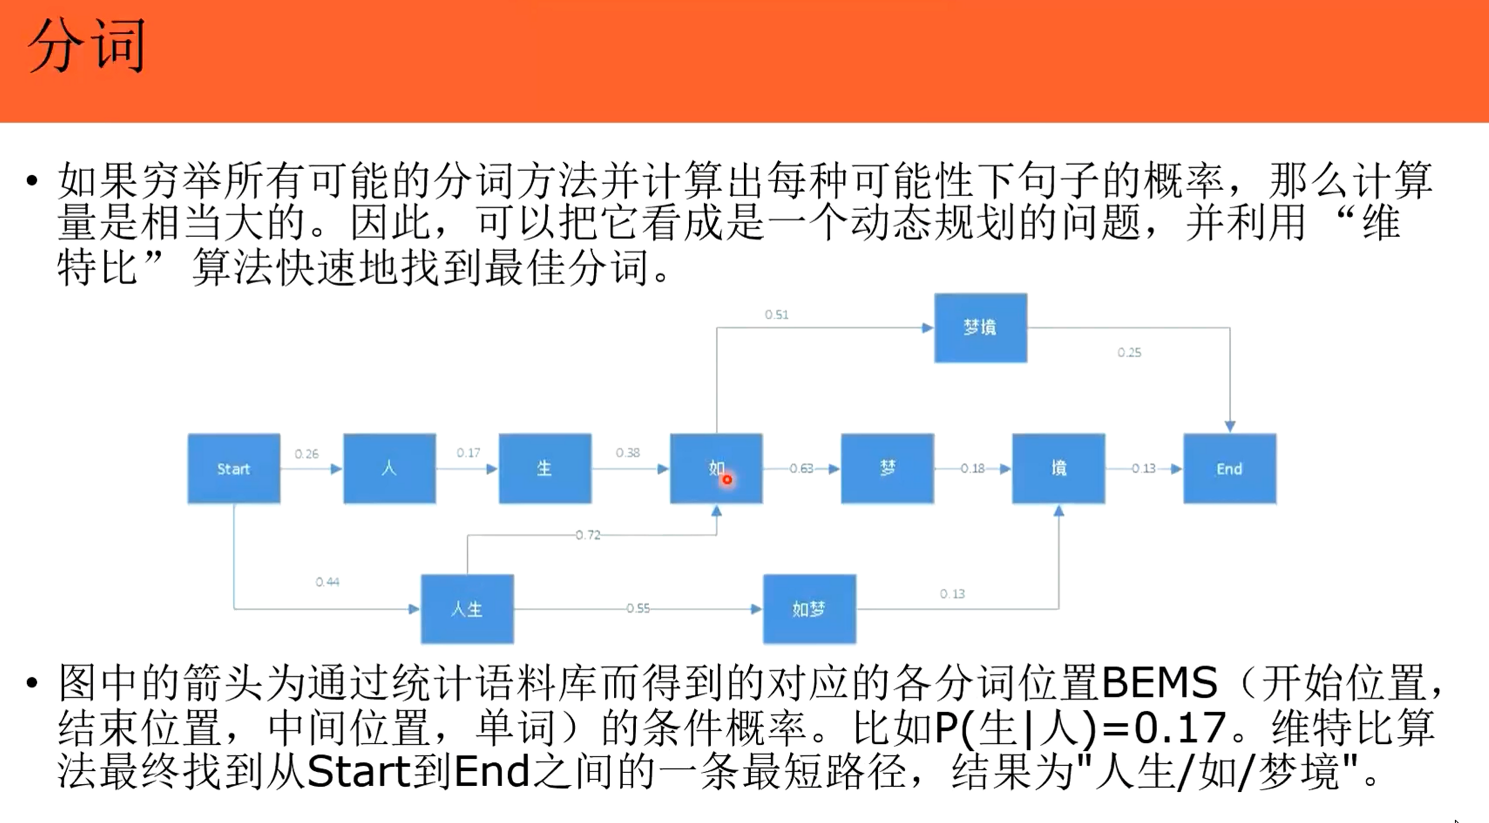 分词
• 如果穷举所有可能的分词方法并计算出每种可能性下句子的概率，那么计算
量是相当大的。因此，可以把它看成是一个动态规划的问题，并利用 “维
特比” 算法快速地找到最佳分词。
0.51
梦境
0.25
Start
0.26
人
0.17
生
0.38
如
0.63
梦
0.18
境
0.13
End
0.72
0.44
人生
0.55
如梦
0.13
• 图中的箭头为通过统计语料库而得到的对应的各分词位置BEMS（开始位置，
结束位置，中间位置，单词）的条件概率。比如P(生|人)=0.17。维特比算
法最终找到从Start到End之间的一条最短路径，结果为"人生/如/梦境"。